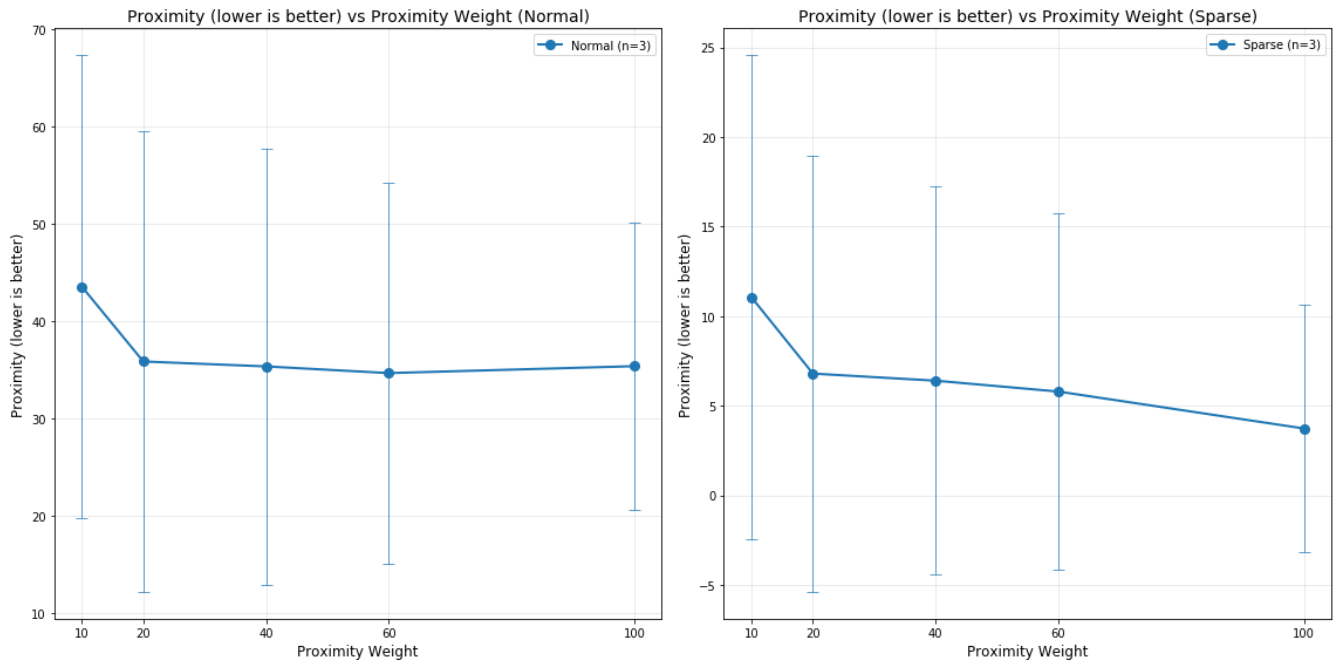 Proximity (lower is better) vs Proximity Weight (Normal)
Normal (n=3)
Proximity (lower is better)
70
60
50
40
30
20
10
10 20 40 60 100
Proximity Weight
Proximity (lower is better) vs Proximity Weight (Sparse)
Sparse (n=3)
Proximity (lower is better)
25
20
15
10
5
0
−5
10 20 40 60 100
Proximity Weight